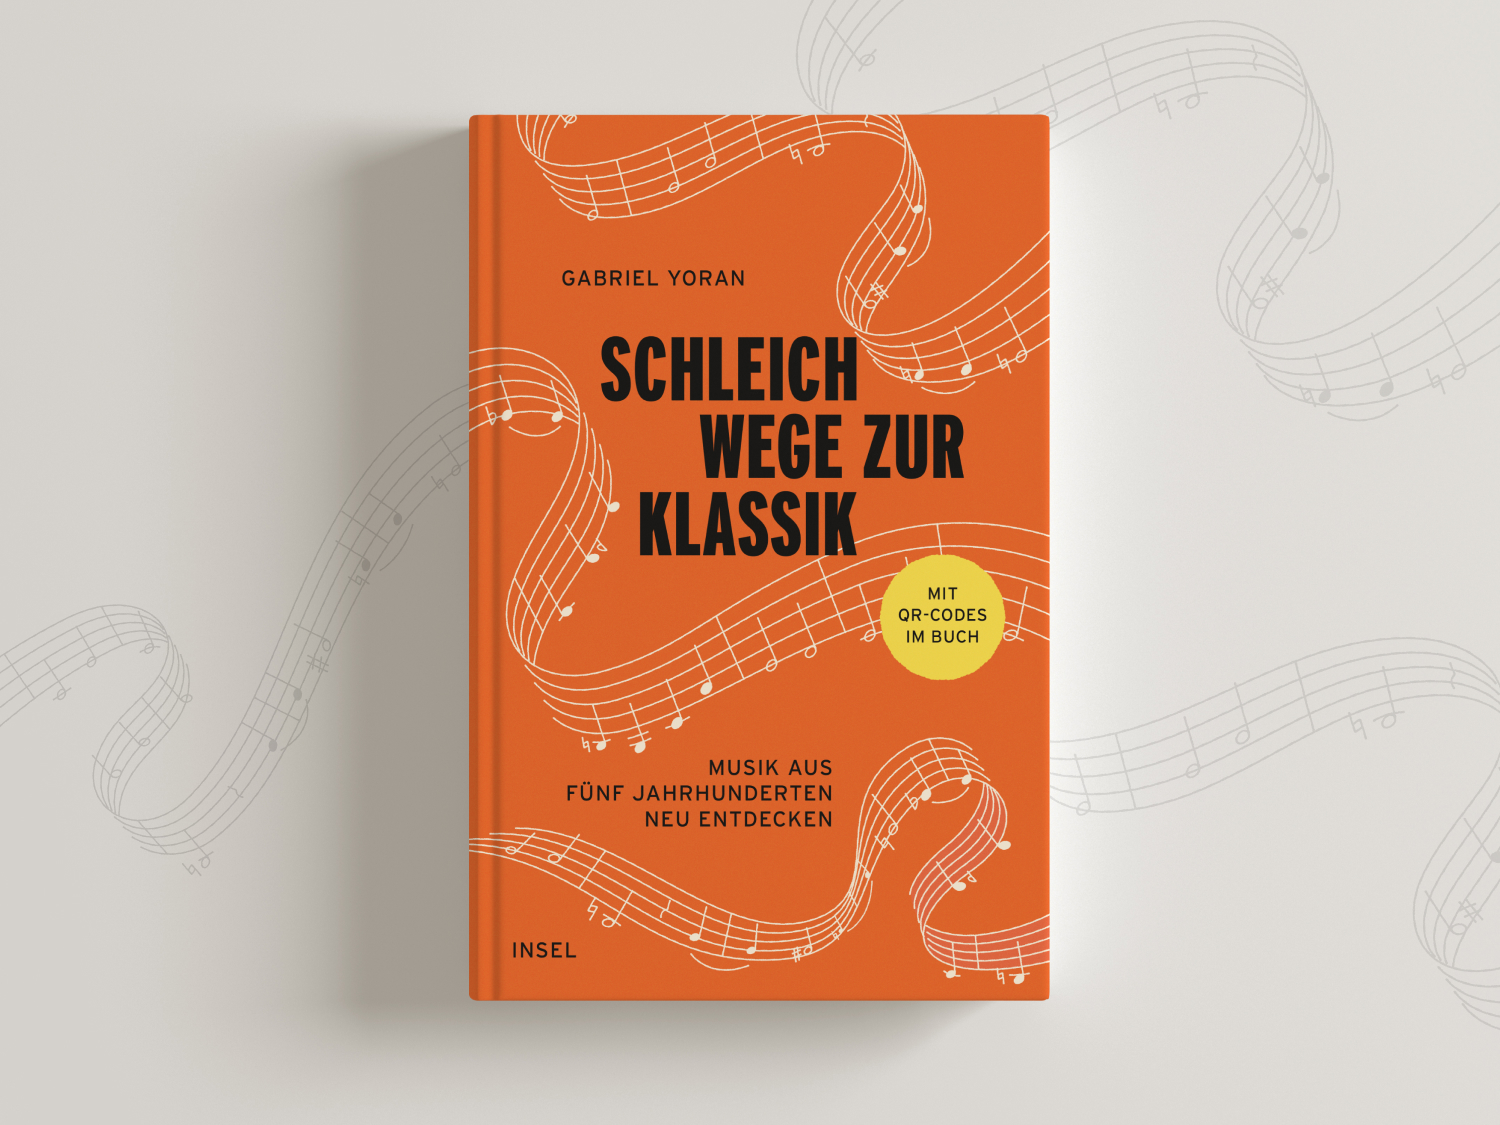 GABRIEL YORAN
SCHLEICH
WEGE ZUR
KLASSIK
MIT
QR-CODES
IM BUCH
MUSIK AUS
FÜNF JAHRHUNDERTEN
NEU ENTDECKEN
INSEL